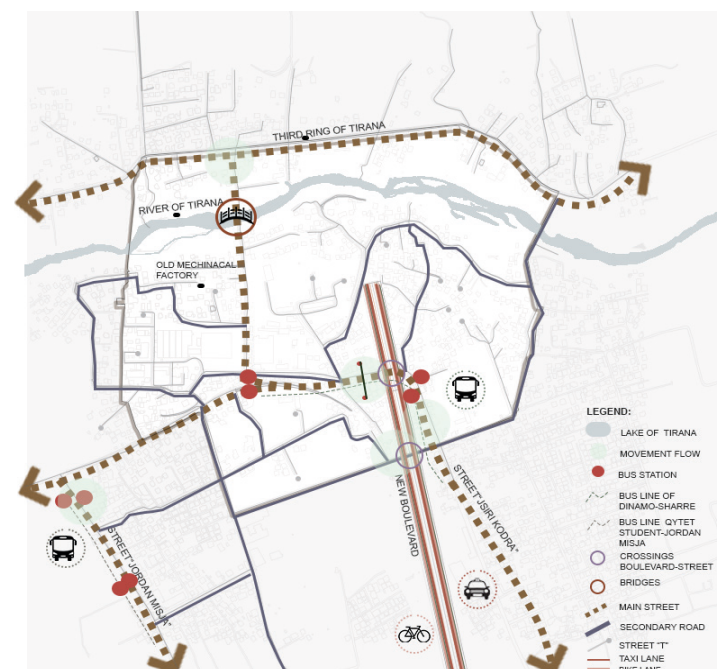 THIRD RING OF TIRANA
RIVER OF TIRANA
OLD MECHINACAL
FACTORY
NEW BOULEVARD
STREET"JSIRI KODRA"
STREET"JORDAN MISJA"
LEGEND:
LAKE OF TIRANA
MOVEMENT FLOW
BUS STATION
BUS LINE OF
DINAMO-SHARRE
BUS LINE QYTET
STUDENT-JORDAN
MISJA
CROSSINGS
BOULEVARD-STREET
BRIDGES
MAIN STREET
SECONDARY ROAD
STREET "T"
TAXI LANE
BIKE LANE